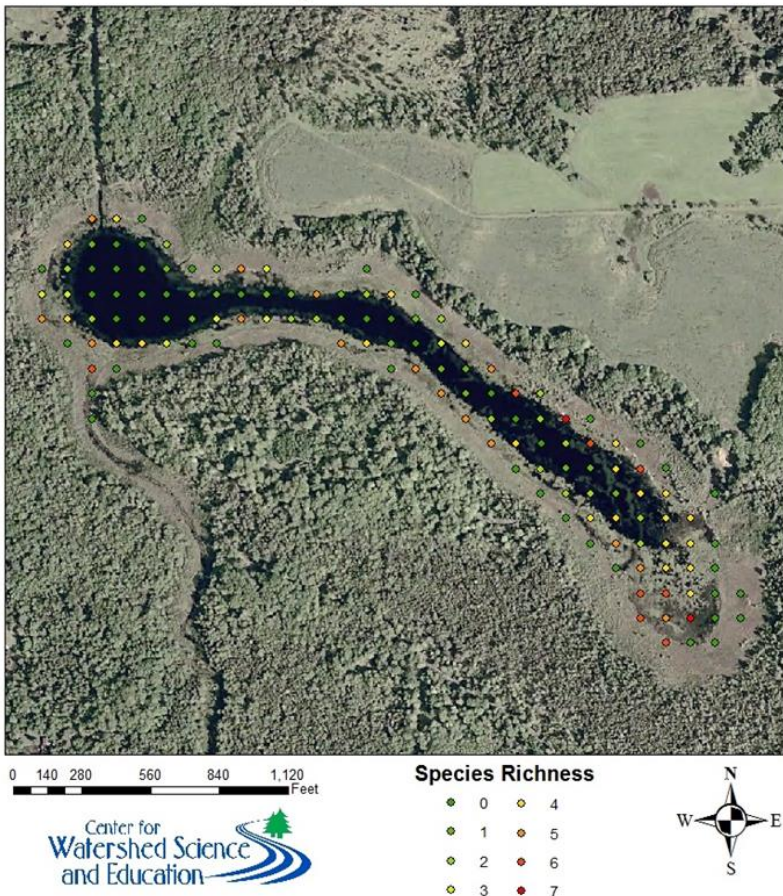 0 140 280 560 840 1,120
Feet
Center for
Watershed Science
and Education
Species Richness
0 4
1 5
2 6
3 7
N
W E
S